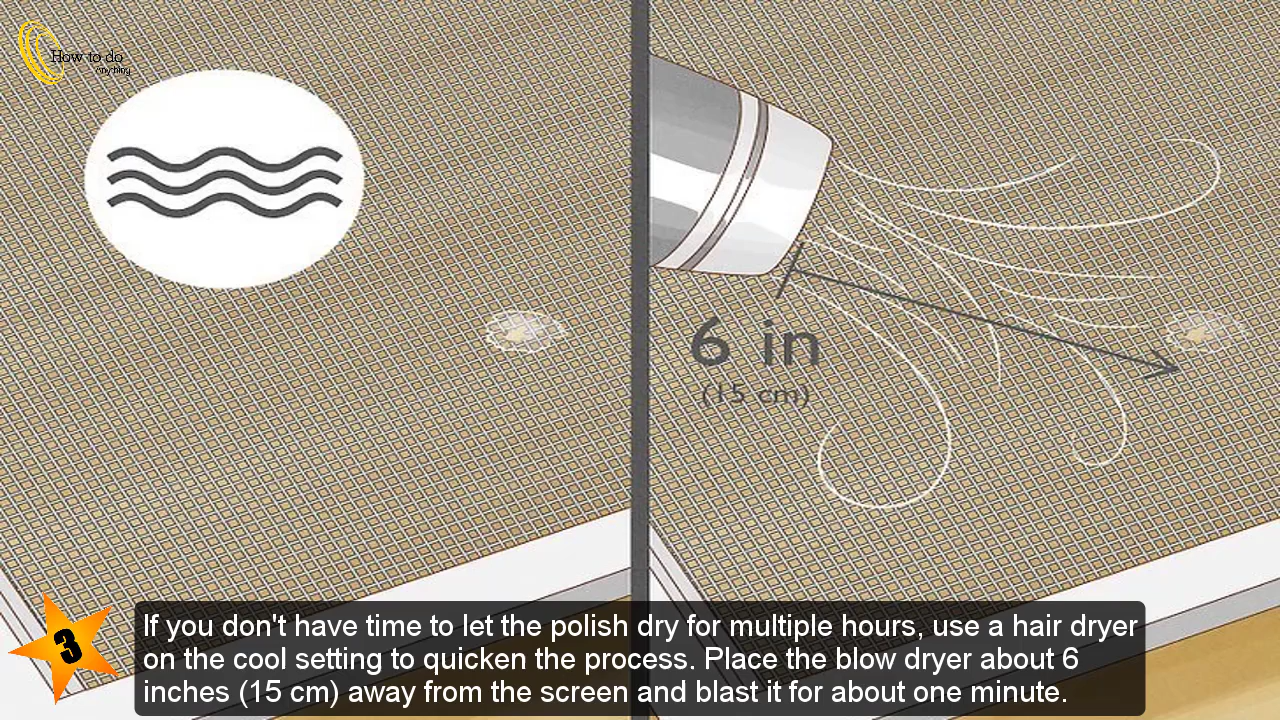 How to do
Anything
6 in
(15 cm)
3
If you don't have time to let the polish dry for multiple hours, use a hair dryer
on the cool setting to quicken the process. Place the blow dryer about 6
inches (15 cm) away from the screen and blast it for about one minute.